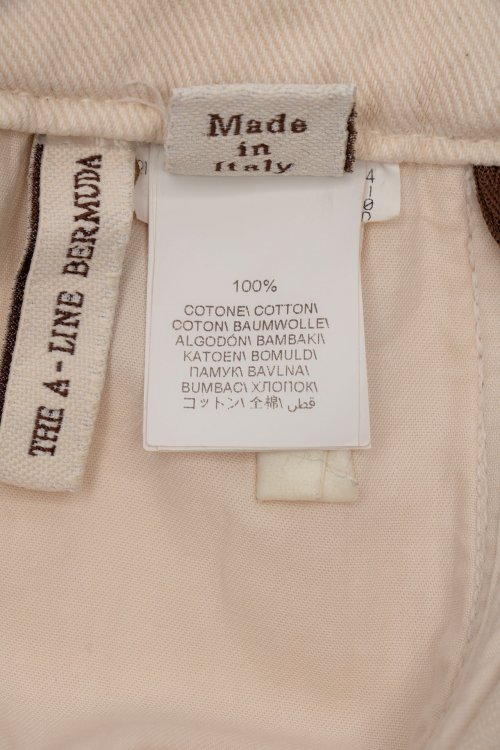 Made
in
Italy
THE A-LINE BERMUDA
100%
COTONE\ COTTON\
COTON\ BAUMWOLLE\
ALGODÓN\ BAMBAKI\
KATOEN\ BOMULD\
ПАМУК\ BAVLNA\
BUMBAC\ ХЛОПОК\
コットン\ 全棉\ قطن